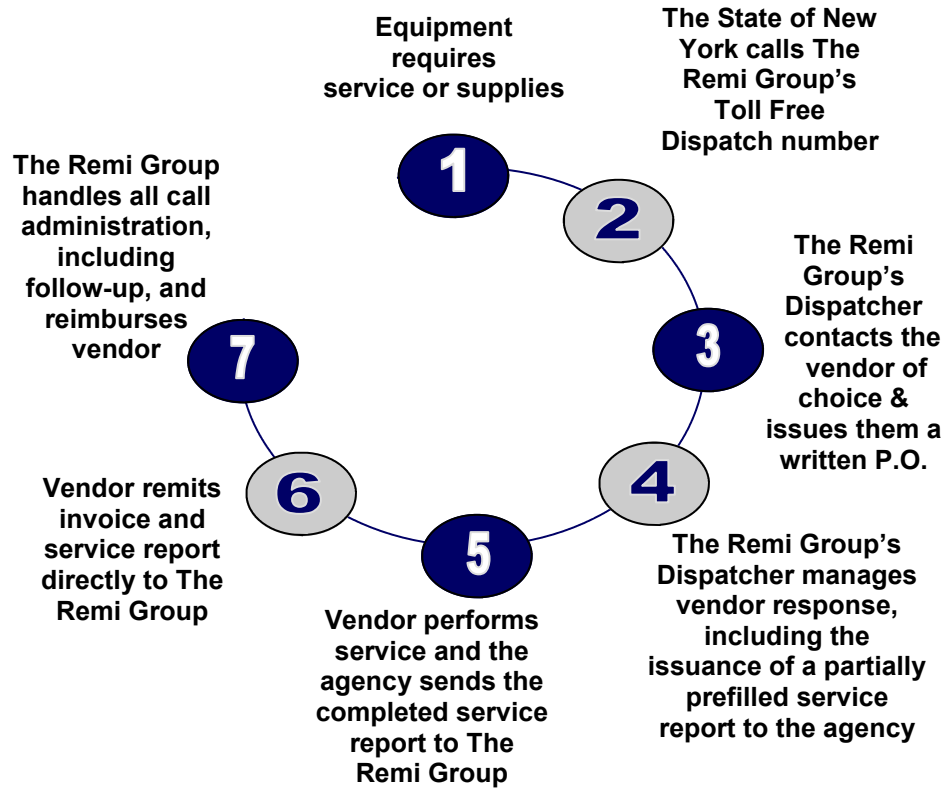 1
Equipment
requires
service or supplies
2
The State of New
York calls The
Remi Group’s
Toll Free
Dispatch number
3
The Remi
Group’s
Dispatcher
contacts the
vendor of
choice &
issues them a
written P.O.
4
The Remi Group’s
Dispatcher manages
vendor response,
including the
issuance of a partially
prefilled service
report to the agency
5
Vendor performs
service and the
agency sends the
completed service
report to The
Remi Group
6
Vendor remits
invoice and
service report
directly to The
Remi Group
7
The Remi Group
handles all call
administration,
including
follow-up, and
reimburses
vendor